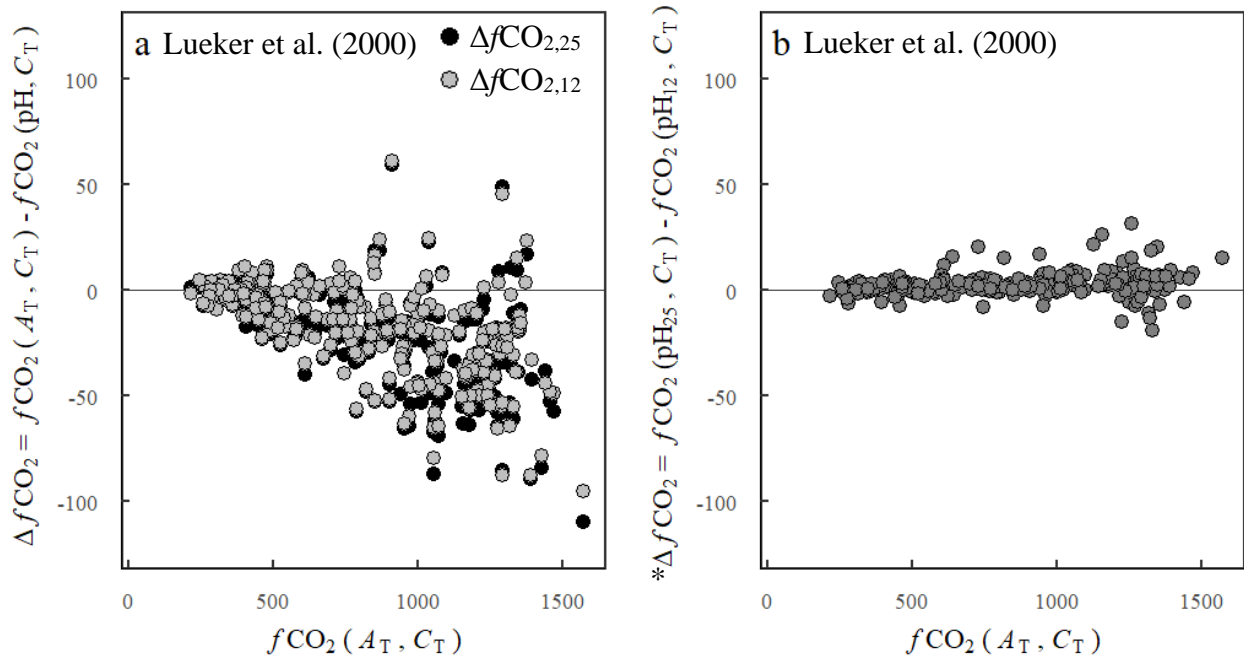 a Lueker et al. (2000)
ΔfCO2,25
ΔfCO2,12
100
50
0
-50
-100
0 500 1000 1500
fCO2 ( AT , CT )
ΔfCO2 = fCO2 ( AT , CT ) - fCO2 (pH, CT )
b Lueker et al. (2000)
100
50
0
-50
-100
0 500 1000 1500
fCO2 ( AT , CT )
*ΔfCO2 = fCO2 (pH25 , CT ) - fCO2 (pH12 , CT )